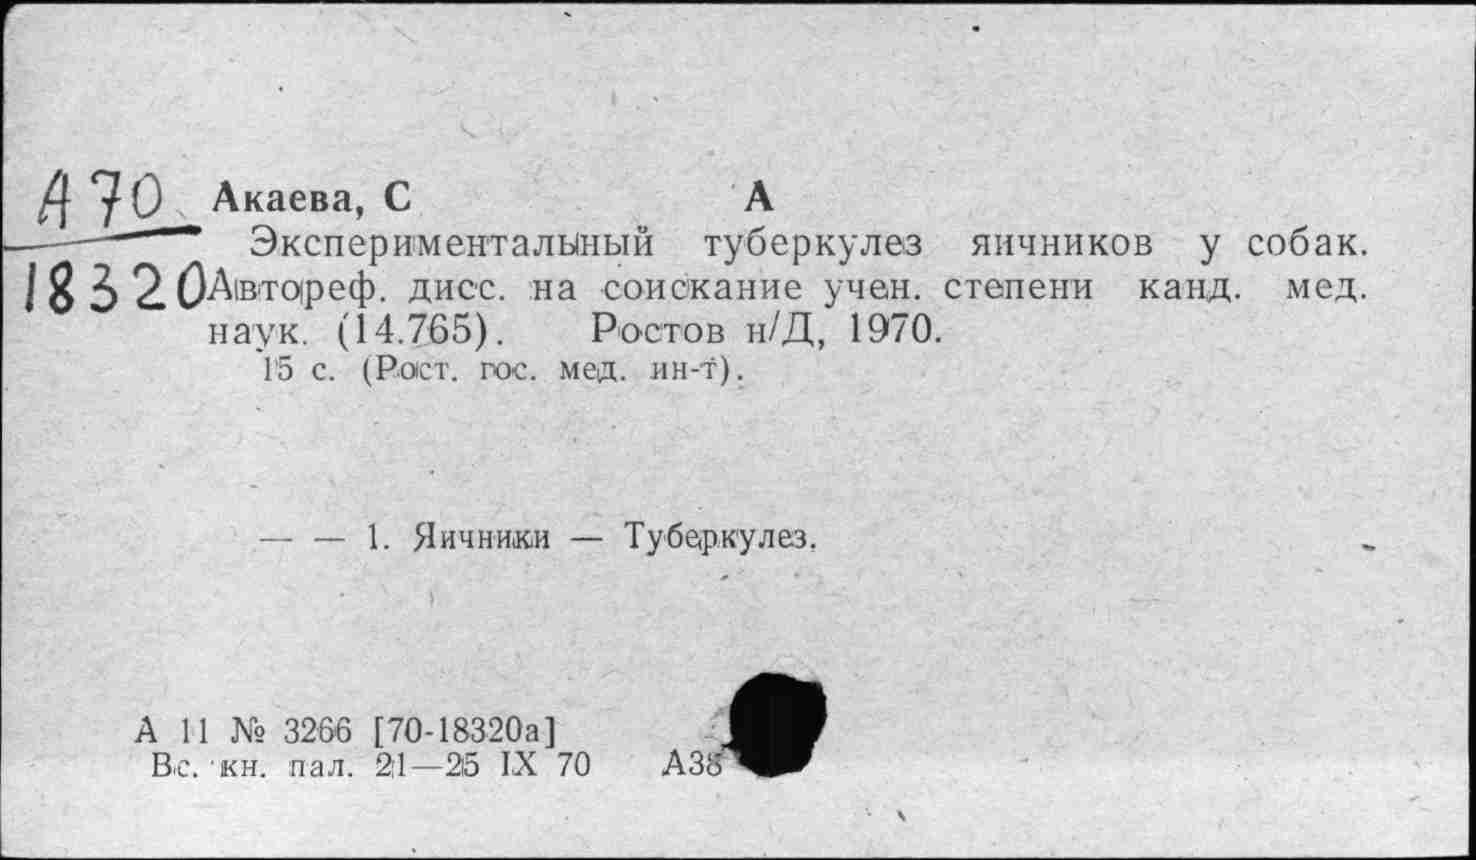 А70 Акаева, С А
Экспериментальный туберкулез яичников у собак.
18320 Автореф. дисс. на соискание учен. степени канд. мед.
наук. (14.765). Ростов н/Д, 1970.
15 с. (Рост. гос. мед. ин-т).
— — 1. Яичники — Туберкулез.
А 11 № 3266 [70-18320а]
Вс. кн. пал. 21—25 IX 70 А38